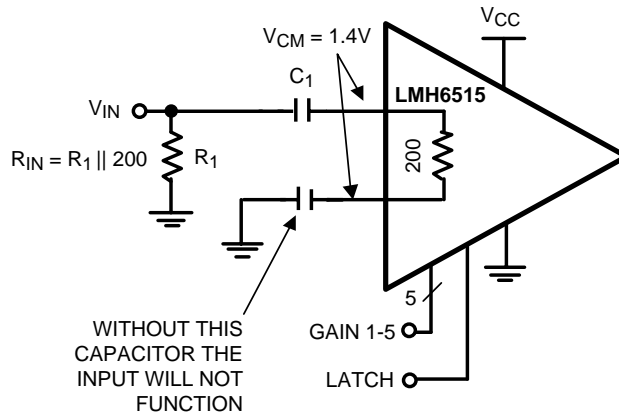 V_CC
V_CM = 1.4V
C_1
LMH6515
V_IN
R_IN = R_1 || 200
R_1
200
5
WITHOUT THIS
CAPACITOR THE
INPUT WILL NOT
FUNCTION
GAIN 1-5
LATCH